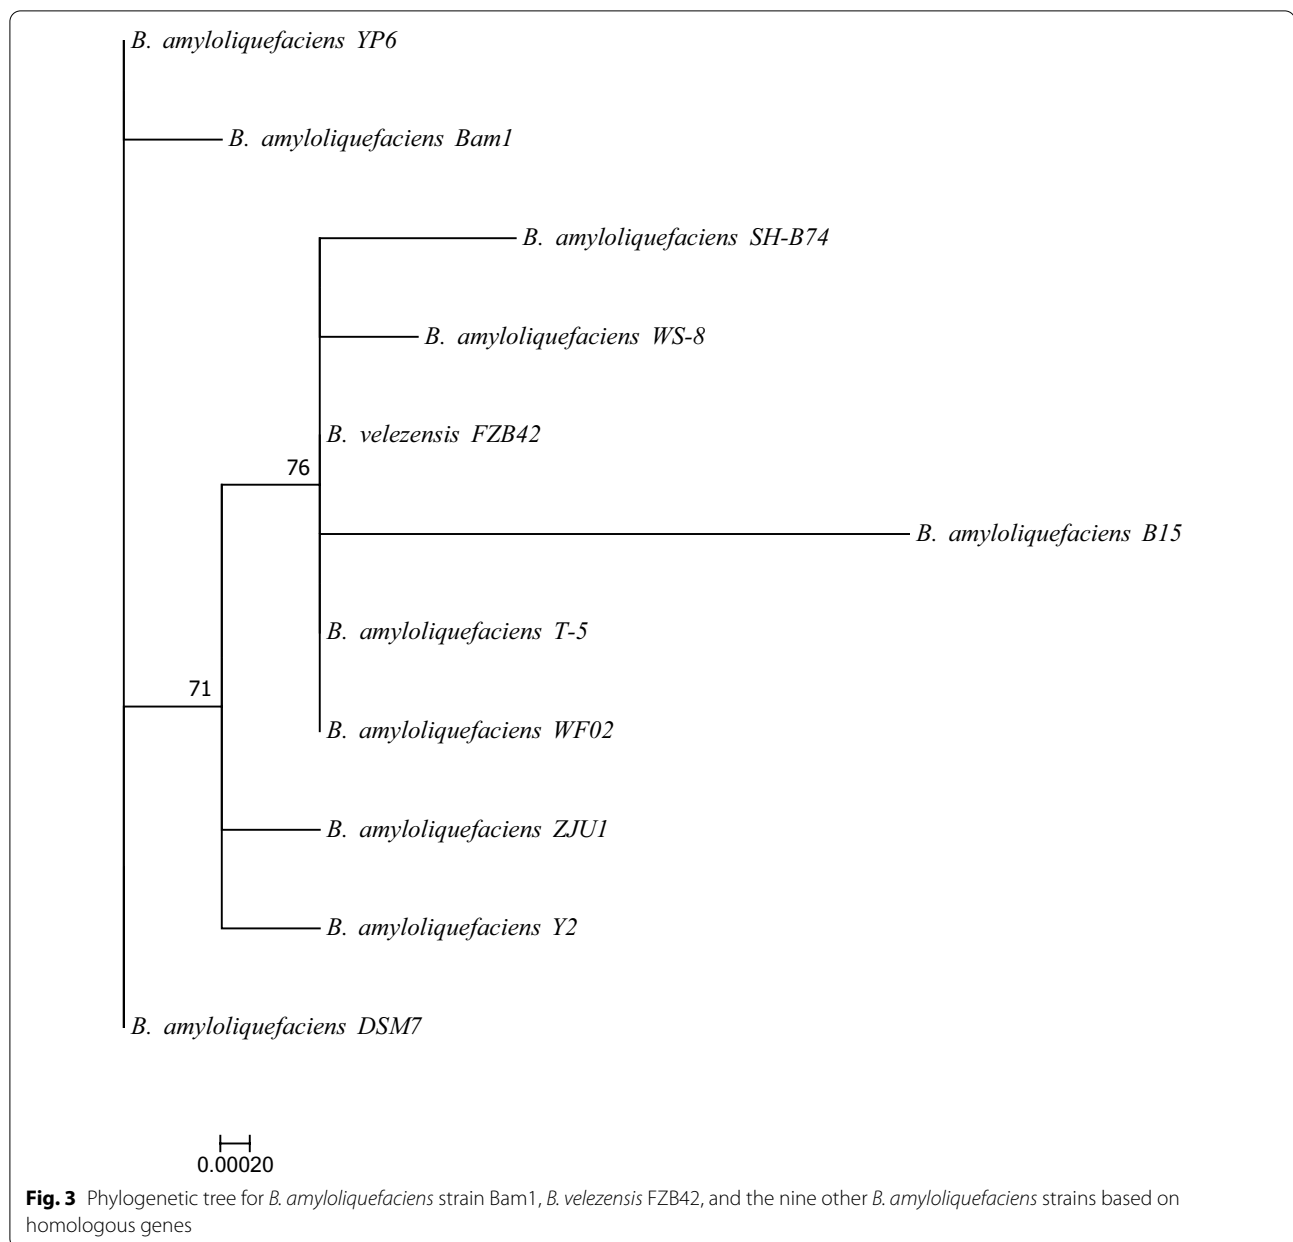 B. amyloliquefaciens YP6
B. amyloliquefaciens Bam1
B. amyloliquefaciens SH-B74
B. amyloliquefaciens WS-8
B. velezensis FZB42
76
B. amyloliquefaciens B15
B. amyloliquefaciens T-5
71
B. amyloliquefaciens WF02
B. amyloliquefaciens ZJU1
B. amyloliquefaciens Y2
B. amyloliquefaciens DSM7
0.00020
Fig. 3 Phylogenetic tree for B. amyloliquefaciens strain Bam1, B. velezensis FZB42, and the nine other B. amyloliquefaciens strains based on
homologous genes